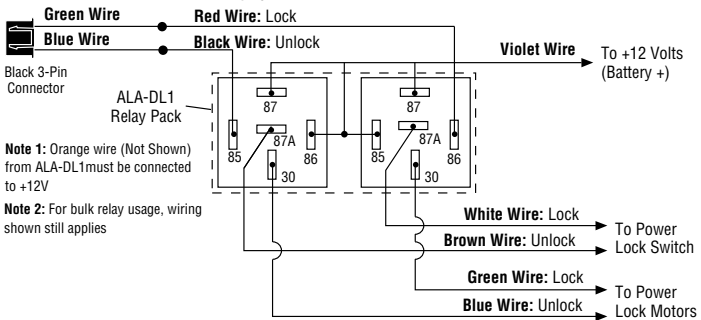 Green Wire
Red Wire: Lock
Blue Wire
Black Wire: Unlock
Violet Wire
To +12 Volts
(Battery +)
Black 3-Pin
Connector
ALA-DL1
Relay Pack
87
87
87A
87A
85
86
85
86
30
30
Note 1: Orange wire (Not Shown)
from ALA-DL1must be connected
to +12V
Note 2: For bulk relay usage, wiring
shown still applies
White Wire: Lock
Brown Wire: Unlock
To Power
Lock Switch
Green Wire: Lock
Blue Wire: Unlock
To Power
Lock Motors